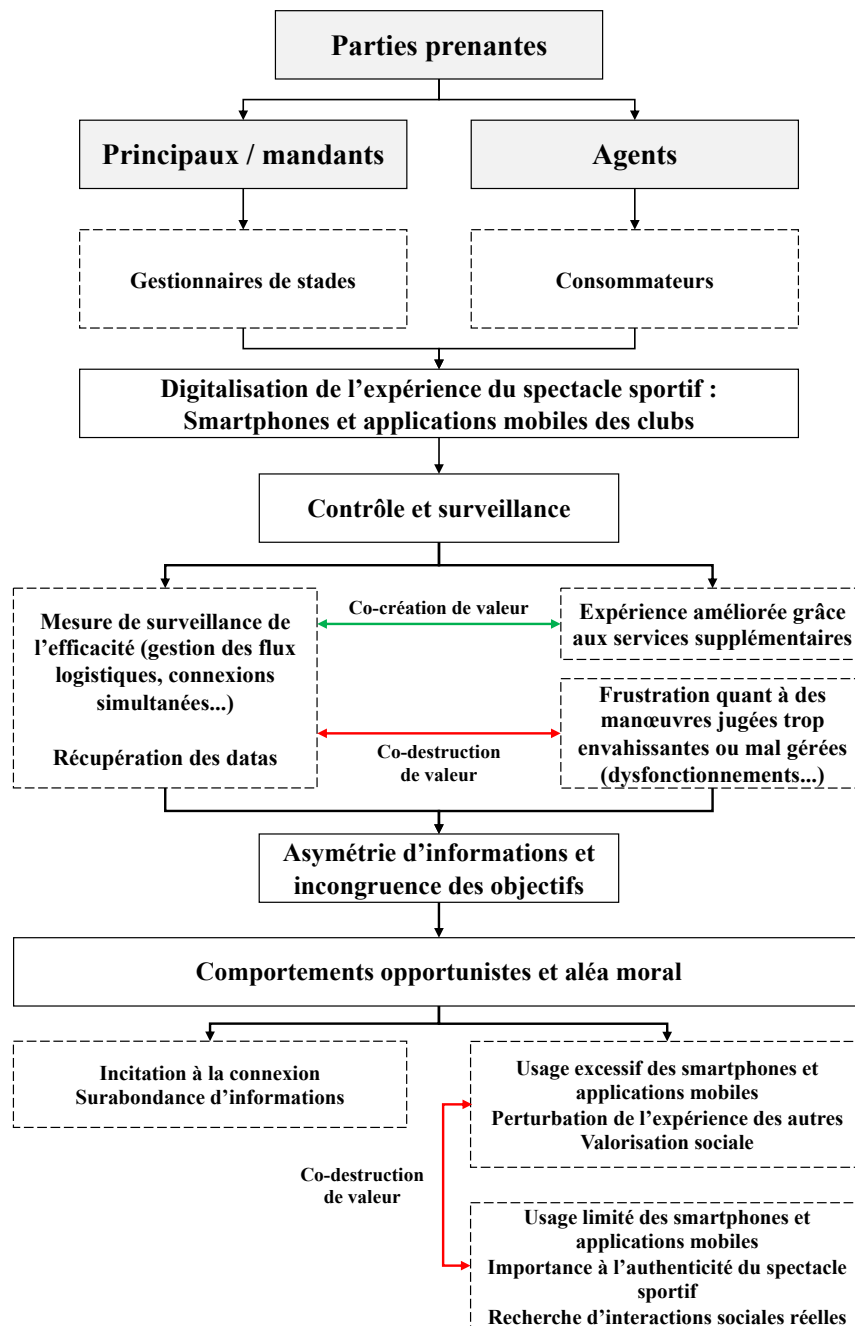 Parties prenantes
Principaux / mandants
Agents
Gestionnaires de stades
Consommateurs
Digitalisation de l’expérience du spectacle sportif :
Smartphones et applications mobiles des clubs
Contrôle et surveillance
Mesure de surveillance de
l’efficacité (gestion des flux
logistiques, connexions
simultanées...)
Récupération des datas
Co-création de valeur
Expérience améliorée grâce
aux services supplémentaires
Co-destruction
de valeur
Frustration quant à des
manœuvres jugées trop
envahissantes ou mal gérées
(dysfonctionnements...)
Asymétrie d’informations et
incongruence des objectifs
Comportements opportunistes et aléa moral
Incitation à la connexion
Surabondance d’informations
Usage excessif des smartphones et
applications mobiles
Perturbation de l’expérience des autres
Valorisation sociale
Co-destruction
de valeur
Usage limité des smartphones et
applications mobiles
Importance à l’authenticité du spectacle
sportif
Recherche d’interactions sociales réelles